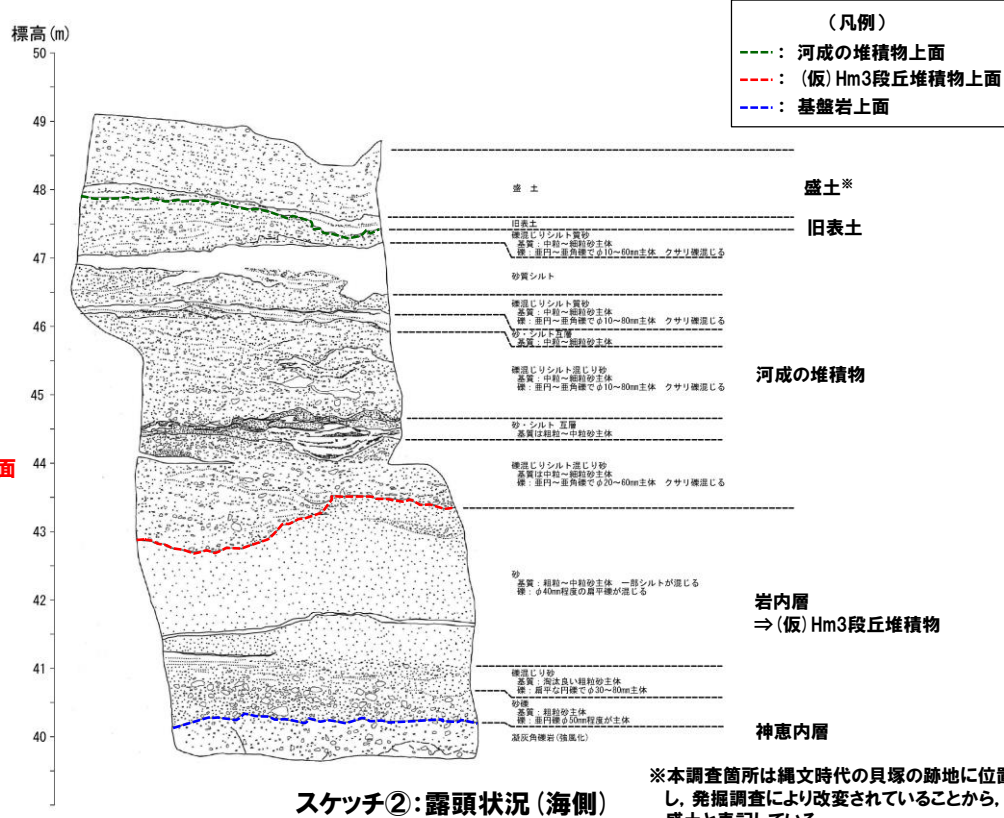 標高(m)
50
49
48
47
46
45
44
43
42
41
40
(凡例)
：河成の堆積物上面
：(仮)Hm3段丘堆積物上面
：基盤岩上面
盛 土
盛土※
旧表土
旧表土
礫混じりシルト質砂
基質：中粒～細粒砂主体
礫：亜円～亜角礫でφ10～60mm主体 クサリ礫混じる
砂質シルト
礫混じりシルト質砂
基質：中粒～細粒砂主体
礫：亜円～亜角礫でφ10～80mm主体 クサリ礫混じる
砂・シルト互層
基質：中粒～細粒砂主体
礫混じりシルト混じり砂
基質：中粒～細粒砂主体
礫：亜円～亜角礫でφ10～80mm主体 クサリ礫混じる
河成の堆積物
砂・シルト 互層
基質は粗粒～中粒砂主体
礫混じりシルト混じり砂
基質は中粒～細粒砂主体
礫：亜円～亜角礫でφ20～60mm主体 クサリ礫混じる
面
砂
基質：粗粒～中粒砂主体 一部シルトが混じる
礫：φ40mm程度の扁平礫が混じる
岩内層
⇒(仮)Hm3段丘堆積物
礫混じり砂
基質：淘汰良い粗粒砂主体
礫：扁平な円礫でφ30～80mm主体
砂礫
基質：粗粒砂主体
礫：亜円礫φ50mm程度が主体
凝灰角礫岩(強風化)
神恵内層
スケッチ②：露頭状況(海側)
※本調査箇所は縄文時代の貝塚の跡地に位置
し，発掘調査により改変されていることから，
盛土と表記している